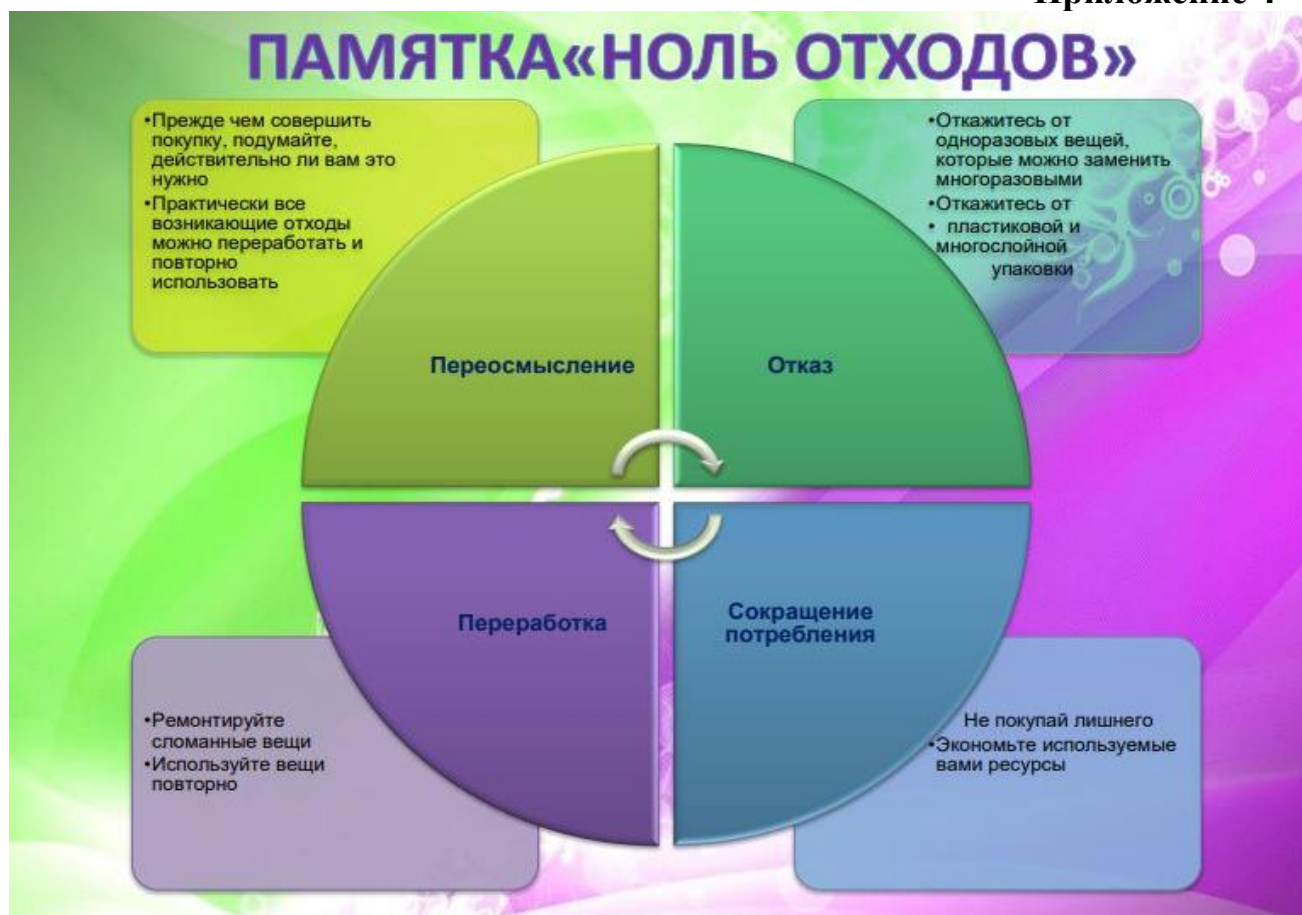 ПАМЯТКА«НОЛЬ ОТХОДОВ»
•Прежде чем совершить
покупку, подумайте,
действительно ли вам это
нужно
•Практически все
возникающие отходы
можно переработать и
повторно
использовать
•Откажитесь от
одноразовых вещей,
которые можно заменить
многоразовыми
•Откажитесь от
• пластиковой и
многослойной
упаковки
Переосмысление
Отказ
Переработка
Сокращение
потребления
•Ремонтируйте
сломанные вещи
•Используйте вещи
повторно
Не покупай лишнего
•Экономьте используемые
вами ресурсы